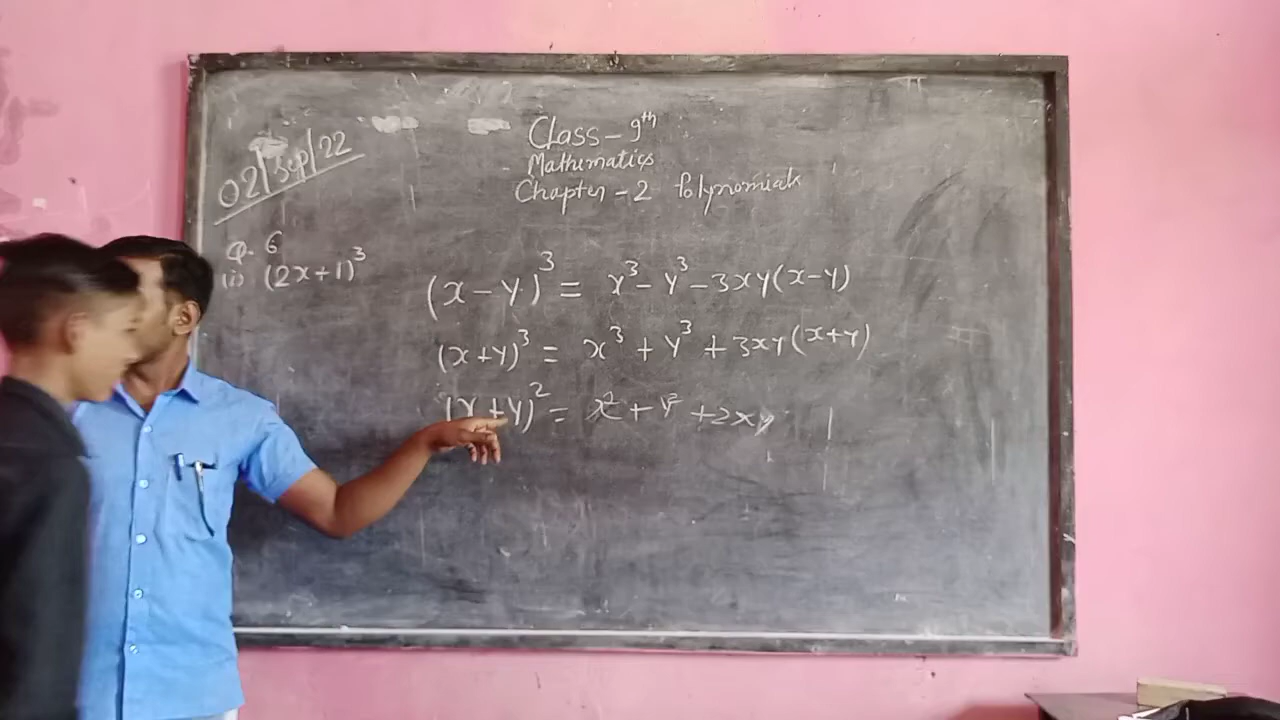 02/Sep/22
Class - 9th
Mathematics
Chapter - 2 Polynomials
Q. 6
(i) (2x+1)³
(x-y)³ = x³-y³-3xy(x-y)
(x+y)³ = x³+y³+3xy(x+y)
(x+y)² = x²+y²+2xy